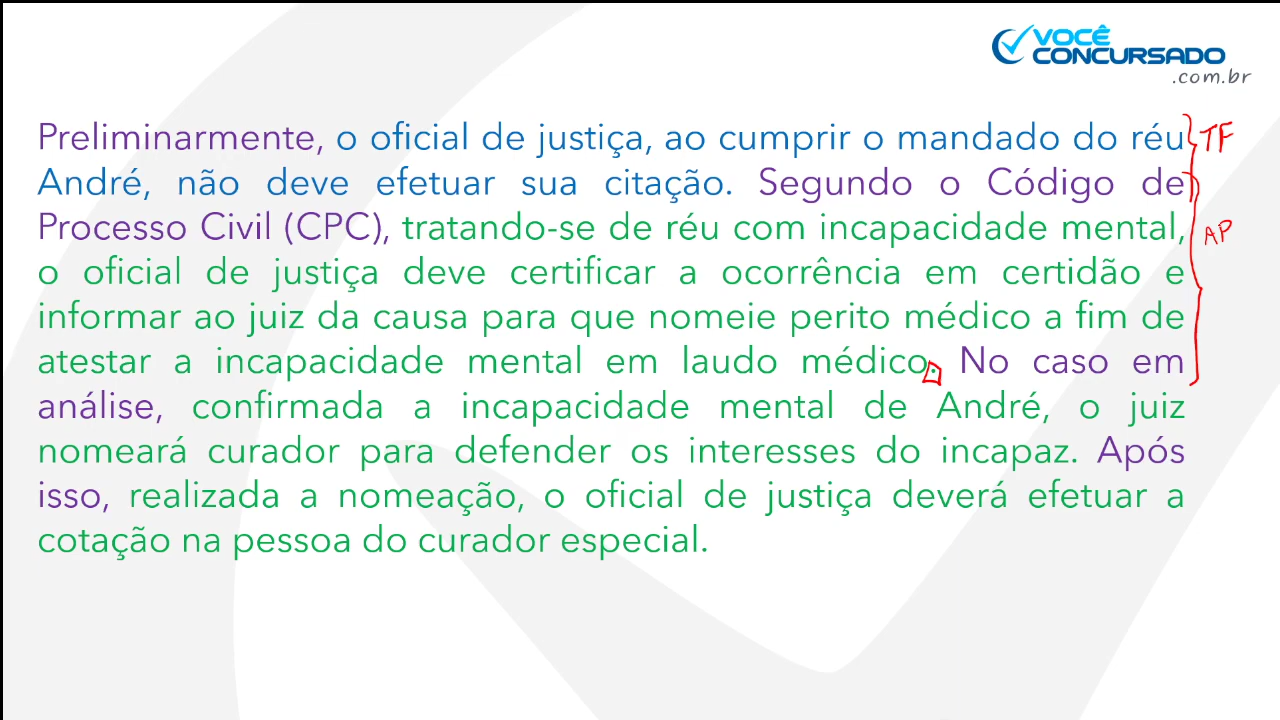 VOCÊ
CONCURSADO
.com.br
Preliminarmente, o oficial de justiça, ao cumprir o mandado do réu
André, não deve efetuar sua citação. Segundo o Código de
Processo Civil (CPC), tratando-se de réu com incapacidade mental,
o oficial de justiça deve certificar a ocorrência em certidão e
informar ao juiz da causa para que nomeie perito médico a fim de
atestar a incapacidade mental em laudo médico. No caso em
análise, confirmada a incapacidade mental de André, o juiz
nomeará curador para defender os interesses do incapaz. Após
isso, realizada a nomeação, o oficial de justiça deverá efetuar a
cotação na pessoa do curador especial.
TF
AP